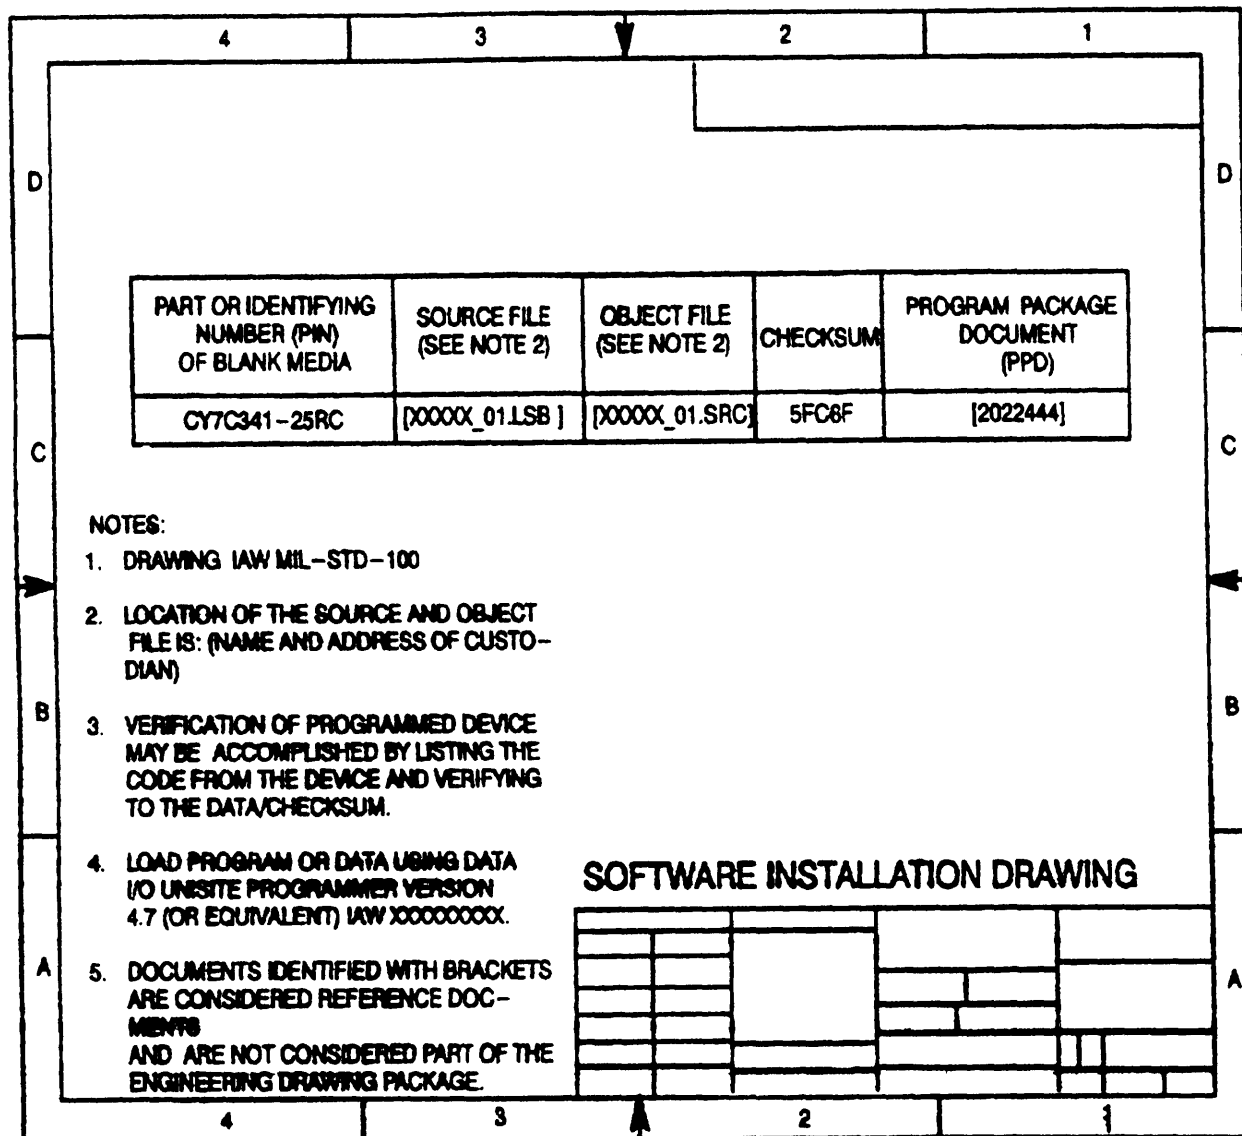 4 3 2 1
D D
PART OR IDENTIFYING
NUMBER (PIN)
OF BLANK MEDIA
SOURCE FILE
(SEE NOTE 2)
OBJECT FILE
(SEE NOTE 2)
CHECKSUM
PROGRAM PACKAGE
DOCUMENT
(PPD)
CY7C341-25RC [XXXXX_01.LSB ] [XXXXX_01.SRC] 5FC6F [2022444]
C C
NOTES:
1. DRAWING IAW MIL-STD-100
2. LOCATION OF THE SOURCE AND OBJECT
FILE IS: (NAME AND ADDRESS OF CUSTO-
DIAN)
B B
3. VERIFICATION OF PROGRAMMED DEVICE
MAY BE ACCOMPLISHED BY LISTING THE
CODE FROM THE DEVICE AND VERIFYING
TO THE DATA/CHECKSUM.
4. LOAD PROGRAM OR DATA USING DATA
I/O UNISITE PROGRAMMER VERSION
4.7 (OR EQUIVALENT) IAW XXXXXXXXX.
SOFTWARE INSTALLATION DRAWING
A A
5. DOCUMENTS IDENTIFIED WITH BRACKETS
ARE CONSIDERED REFERENCE DOC-
MENTS
AND ARE NOT CONSIDERED PART OF THE
ENGINEERING DRAWING PACKAGE.
4 3 2 1